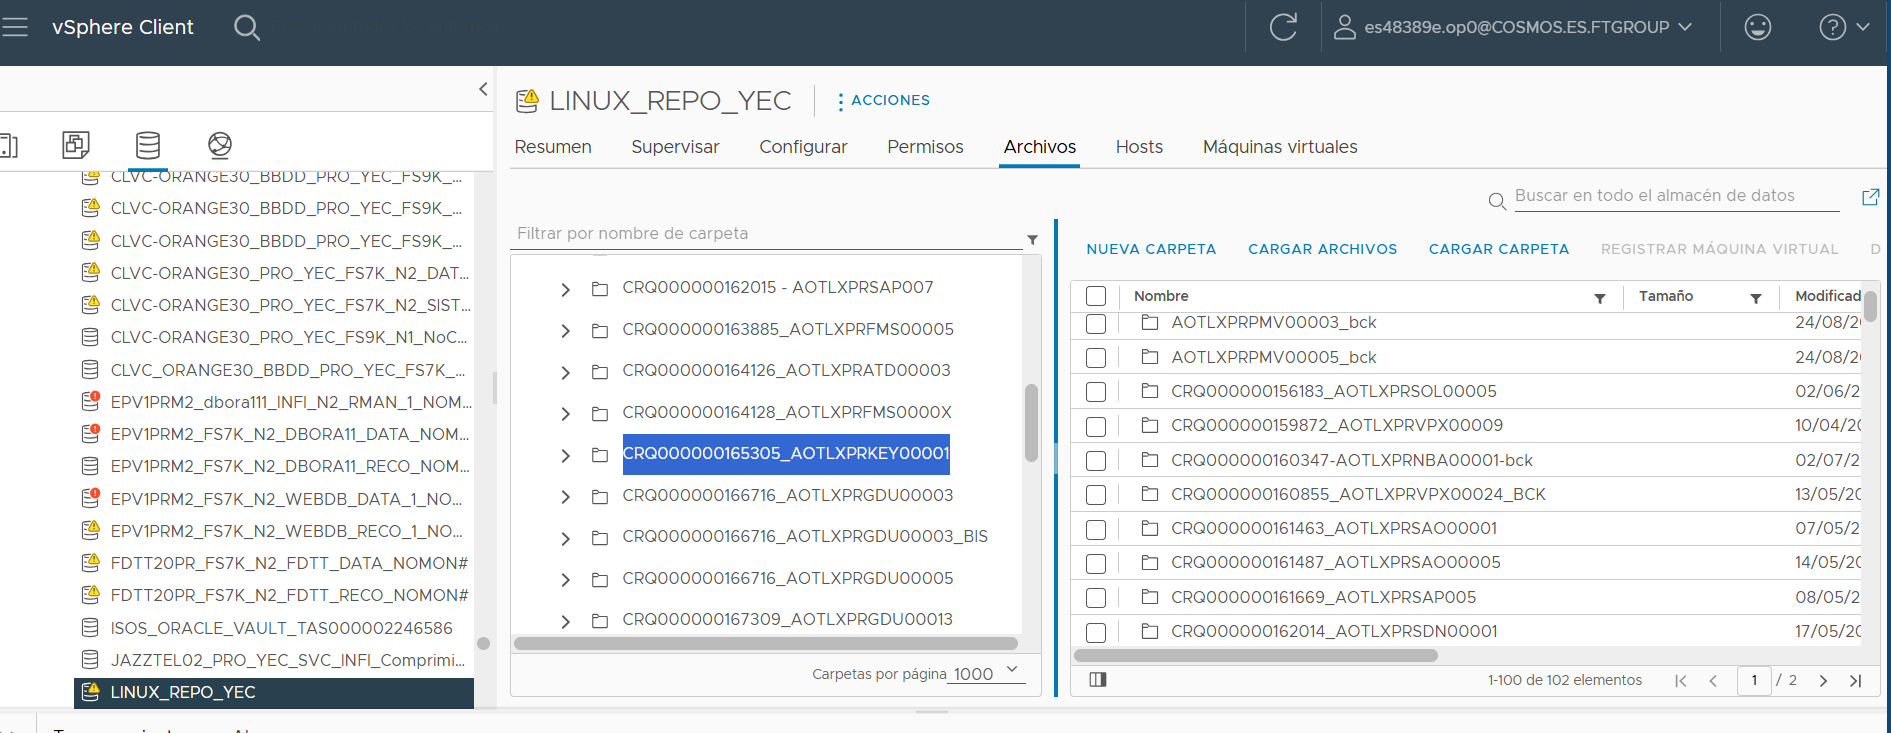 vSphere Client
es48389e.op0@COSMOS.ES.FTGROUP
CLVC-ORANGE30_BBDD_PRO_YEC_FS9K_...
CLVC-ORANGE30_BBDD_PRO_YEC_FS9K_...
CLVC-ORANGE30_BBDD_PRO_YEC_FS9K_...
CLVC-ORANGE30_PRO_YEC_FS7K_N2_DAT...
CLVC-ORANGE30_PRO_YEC_FS7K_N2_SIST...
CLVC-ORANGE30_PRO_YEC_FS9K_N1_NoC...
CLVC_ORANGE30_BBDD_PRO_YEC_FS7K_...
EPV1PRM2_dbora111_INFI_N2_RMAN_1_NOM...
EPV1PRM2_FS7K_N2_DBORA11_DATA_NOM...
EPV1PRM2_FS7K_N2_DBORA11_RECO_NOM...
EPV1PRM2_FS7K_N2_WEBDB_DATA_1_NO...
EPV1PRM2_FS7K_N2_WEBDB_RECO_1_NO...
FDTT20PR_FS7K_N2_FDTT_DATA_NOMON#
FDTT20PR_FS7K_N2_FDTT_RECO_NOMON#
ISOS_ORACLE_VAULT_TAS000002246586
JAZZTEL02_PRO_YEC_SVC_INFI_Comprimi...
LINUX_REPO_YEC
LINUX_REPO_YEC
ACCIONES
Resumen Supervisar Configurar Permisos Archivos Hosts Máquinas virtuales
Buscar en todo el almacén de datos
Filtrar por nombre de carpeta
CRQ000000162015 - AOTLXPRSAP007
CRQ000000163885_AOTLXPRFMS00005
CRQ000000164126_AOTLXPRATD00003
CRQ000000164128_AOTLXPRFMS0000X
CRQ000000165305_AOTLXPRKEY00001
CRQ000000166716_AOTLXPRGDU00003
CRQ000000166716_AOTLXPRGDU00003_BIS
CRQ000000166716_AOTLXPRGDU00005
CRQ000000167309_AOTLXPRGDU00013
Carpetas por página 1000
NUEVA CARPETA CARGAR ARCHIVOS CARGAR CARPETA REGISTRAR MÁQUINA VIRTUAL D
Nombre Tamaño Modificad
AOTLXPRPMV00003_bck 24/08/20
AOTLXPRPMV00005_bck 24/08/2
CRQ000000156183_AOTLXPRSOL00005 02/06/2
CRQ000000159872_AOTLXPRVPX00009 10/04/2
CRQ000000160347-AOTLXPRNBA00001-bck 02/07/2
CRQ000000160855_AOTLXPRVPX00024_BCK 13/05/20
CRQ000000161463_AOTLXPRSAO00001 07/05/2
CRQ000000161487_AOTLXPRSAO00005 14/05/20
CRQ000000161669_AOTLXPRSAP005 08/05/2
CRQ000000162014_AOTLXPRSDN00001 17/05/20
1-100 de 102 elementos 1 / 2